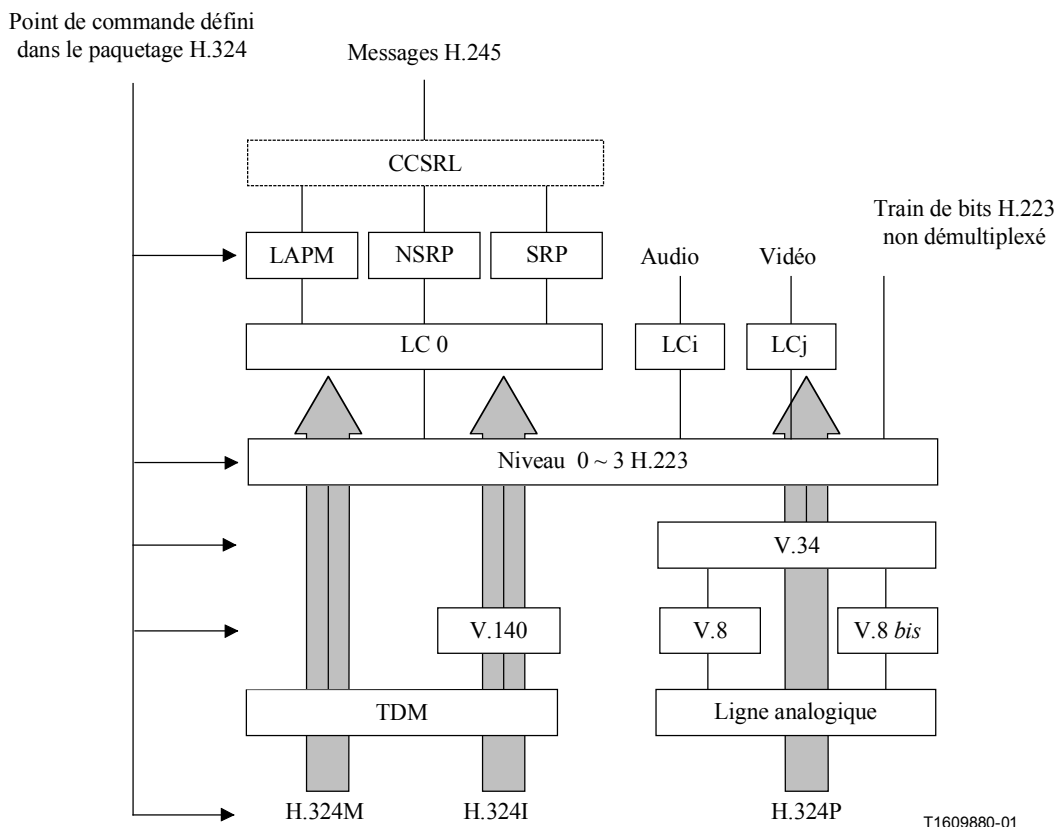 Point de commande défini
dans le paquetage H.324
Messages H.245
CCSRL
Train de bits H.223
non démultiplexé
LAPM
NSRP
SRP
Audio
Vidéo
LC 0
LCi
LCj
Niveau 0 ~ 3 H.223
V.34
V.140
V.8
V.8 bis
TDM
Ligne analogique
H.324M
H.324I
H.324P
T1609880-01